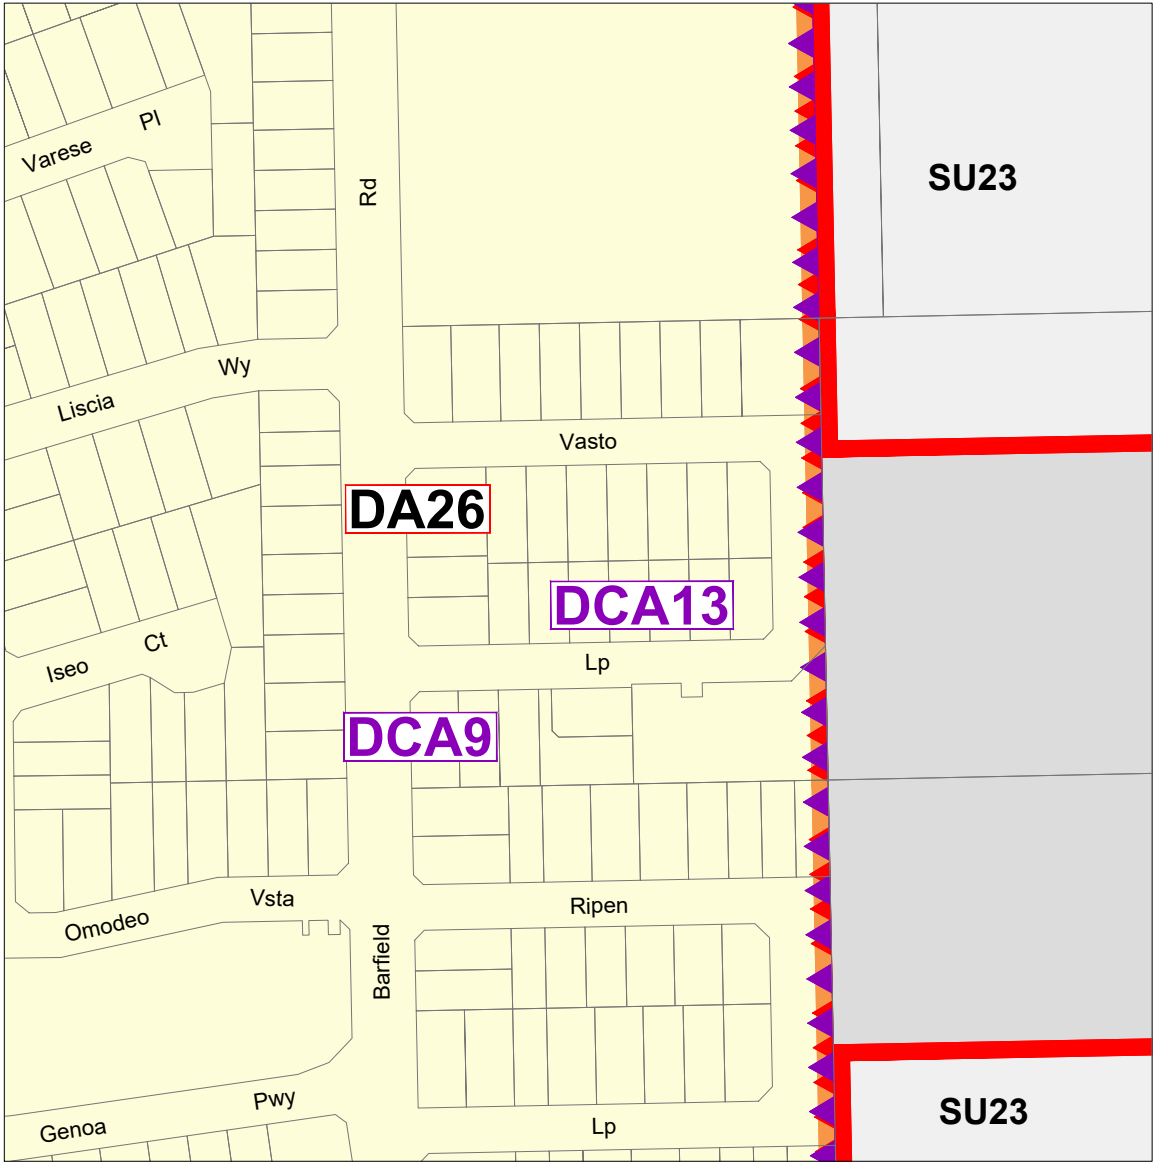 Varese Pl
Rd
SU23
Liscia Wy
Vasto
DA26
DCA13
Iseo Ct
Lp
DCA9
Omodeo Vsta
Ripen
Barfield
Genoa Pwy
Lp
SU23